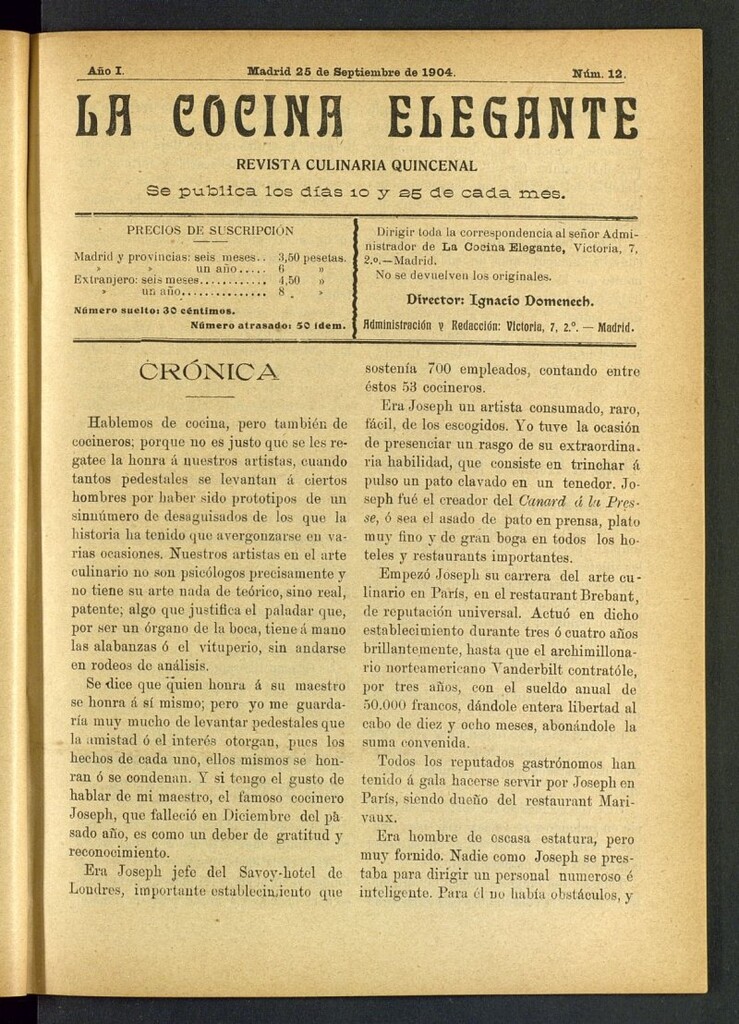 Año I.
Madrid 25 de Septiembre de 1904.
Núm. 12.
LA COCINA ELEGANTE
REVISTA CULINARIA QUINCENAL
Se publica los días 10 y 25 de cada mes.
PRECIOS DE SUSCRIPCIÓN
Madrid y provincias: seis meses.. 3,50 pesetas.
» » un año..... 6 »
Extranjero: seis meses............ 4,50 »
» un año.............. 8 . »
Número suelto: 30 céntimos.
Número atrasado: 50 ídem.
Dirigir toda la correspondencia al señor Admi-
nistrador de La Cocina Elegante, Victoria, 7,
2.º.—Madrid.
No se devuelven los originales.
Director: Ignacio Domenech.
Administración y Redacción: Victoria, 7, 2.º. — Madrid.
CRÓNICA
Hablemos de cocina, pero también de
cocineros; porque no es justo que se les re-
gatee la honra á nuestros artistas, cuando
tantos pedestales se levantan á ciertos
hombres por haber sido prototipos de un
sinnúmero de desaguisados de los que la
historia ha tenido que avergonzarse en va-
rias ocasiones. Nuestros artistas en el arte
culinario no son psicólogos precisamente y
no tiene su arte nada de teórico, sino real,
patente; algo que justifica el paladar que,
por ser un órgano de la boca, tiene á mano
las alabanzas ó el vituperio, sin andarse
en rodeos de análisis.
Se dice que quien honra á su maestro
se honra á sí mismo; pero yo me guarda-
ría muy mucho de levantar pedestales que
la amistad ó el interés otorgan, pues los
hechos de cada uno, ellos mismos se hon-
ran ó se condenan. Y si tengo el gusto de
hablar de mi maestro, el famoso cocinero
Joseph, que falleció en Diciembre del pa-
sado año, es como un deber de gratitud y
reconocimiento.
Era Joseph jefe del Savoy-hotel de
Londres, importante establecimiento que
sostenía 700 empleados, contando entre
éstos 53 cocineros.
Era Joseph un artista consumado, raro,
fácil, de los escogidos. Yo tuve la ocasión
de presenciar un rasgo de su extraordina-
ria habilidad, que consiste en trinchar á
pulso un pato clavado en un tenedor. Jo-
seph fué el creador del Canard á la Pres-
se, ó sea el asado de pato en prensa, plato
muy fino y de gran boga en todos los ho-
teles y restaurants importantes.
Empezó Joseph su carrera del arte cu-
linario en París, en el restaurant Brebant,
de reputación universal. Actuó en dicho
establecimiento durante tres ó cuatro años
brillantemente, hasta que el archimillona-
rio norteamericano Vanderbilt contratóle,
por tres años, con el sueldo anual de
50.000 francos, dándole entera libertad al
cabo de diez y ocho meses, abonándole la
suma convenida.
Todos los reputados gastrónomos han
tenido á gala hacerse servir por Joseph en
París, siendo dueño del restaurant Mari-
vaux.
Era hombre de escasa estatura, pero
muy fornido. Nadie como Joseph se pres-
taba para dirigir un personal numeroso é
inteligente. Para él no había obstáculos, y